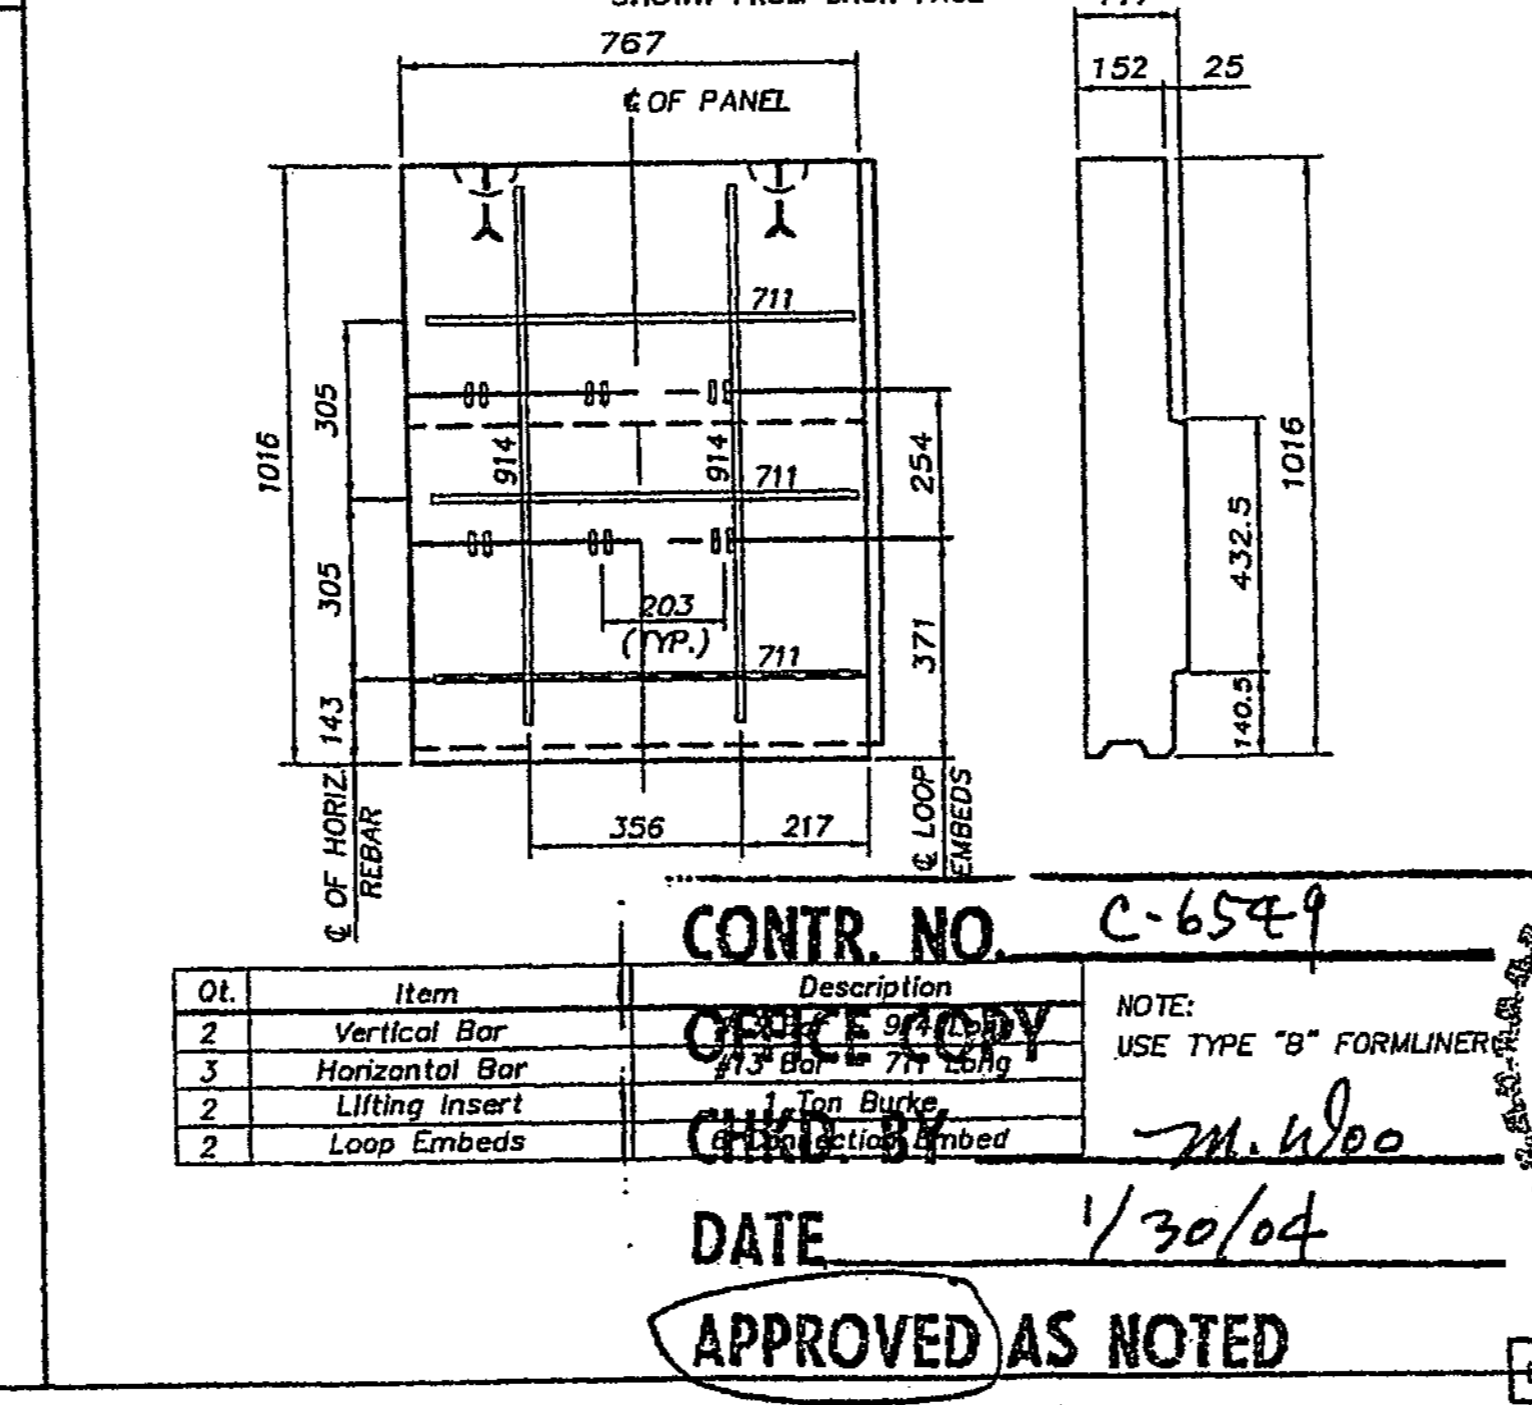 767
152 25
℄ OF PANEL
711
305
1016
914
914
711
254
1016
432.5
305
203
(TYP.)
711
371
143
140.5
℄ OF HORIZ.
REBAR
356
217
℄ LOOP
EMBEDS
CONTR. NO. C-6549
Qt. Item Description
2 Vertical Bar 914 Long
3 Horizontal Bar #13 Bar - 711 Long
2 Lifting Insert 1 Ton Burke
2 Loop Embeds Connection Embed
OFFICE COPY
NOTE:
USE TYPE "B" FORMLINER
CHK'D. BY M. Woo
DATE 1/30/04
APPROVED AS NOTED